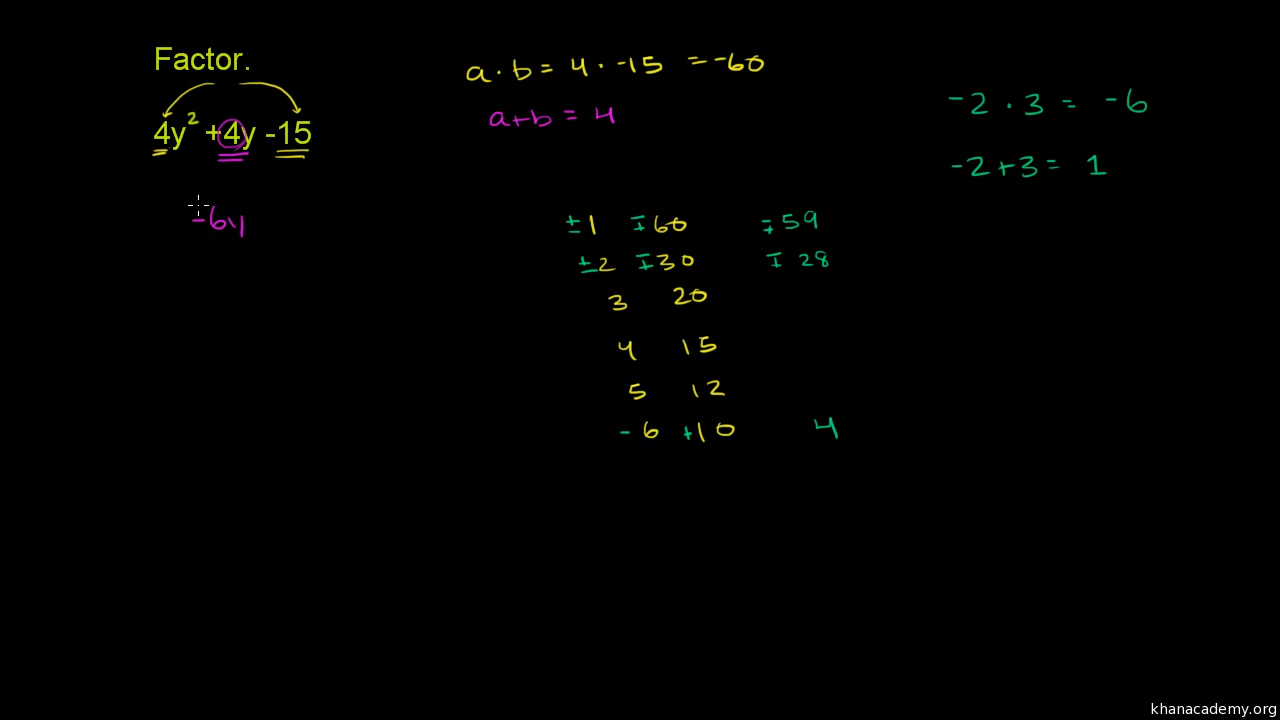 Factor.
4y² +4y -15
-6y
a · b = 4 · -15 = -60
a+b = 4
±1 ∓60 ∓59
±2 ∓30 ∓ 28
3 20
4 15
5 12
- 6 +10 4
-2 · 3 = -6
-2+3= 1
khanacademy.org